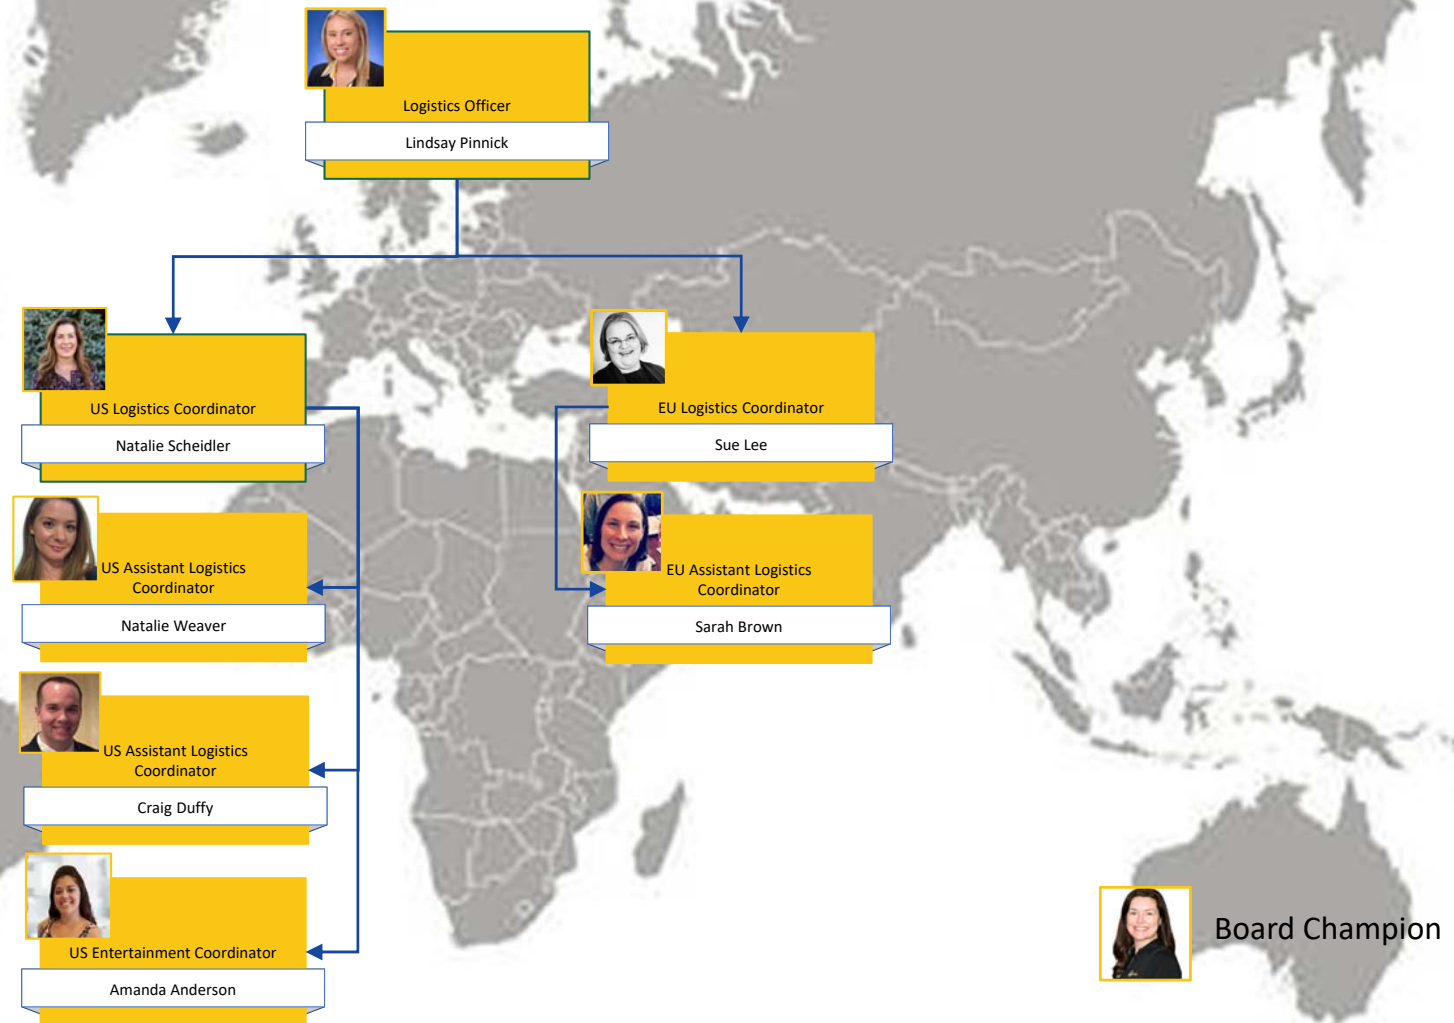 Logistics Officer
Lindsay Pinnick
US Logistics Coordinator
Natalie Scheidler
EU Logistics Coordinator
Sue Lee
US Assistant Logistics
Coordinator
Natalie Weaver
EU Assistant Logistics
Coordinator
Sarah Brown
US Assistant Logistics
Coordinator
Craig Duffy
US Entertainment Coordinator
Amanda Anderson
Board Champion